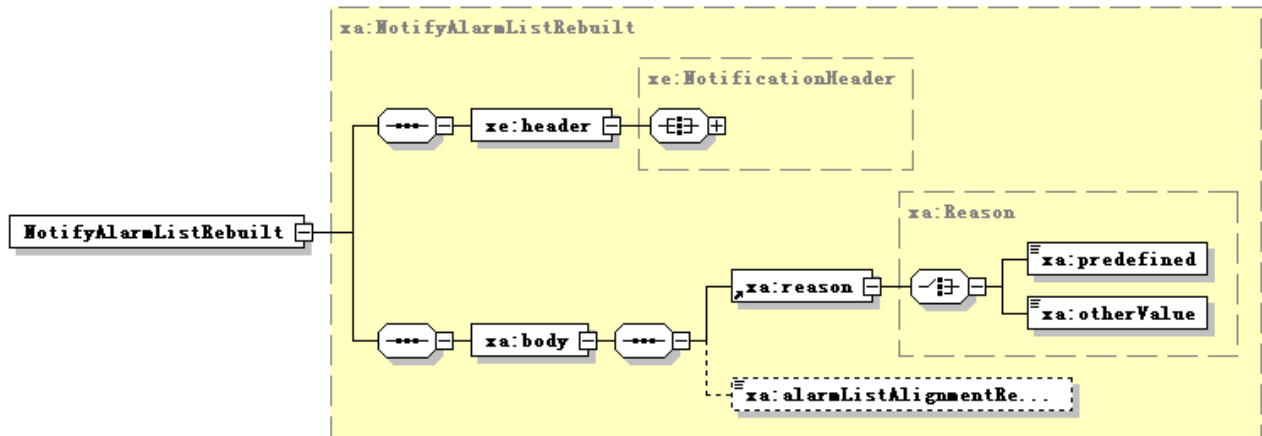 xa:NotifyAlarmListRebuilt
xe:NotificationHeader
xe:header
xa:Reason
NotifyAlarmListRebuilt
xa:predefined
xa:reason
xa:otherValue
xa:body
xa:alarmListAlignmentRe...